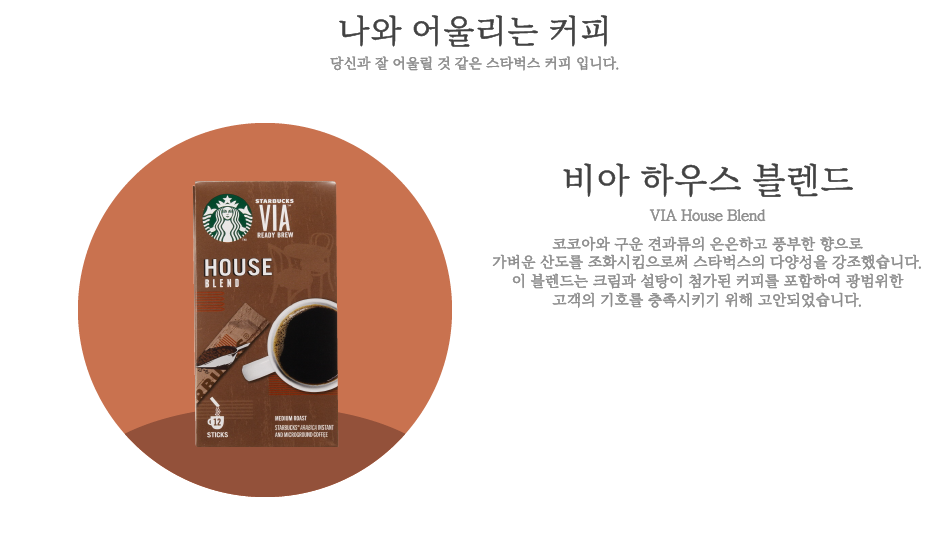 나와 어울리는 커피
당신과 잘 어울릴 것 같은 스타벅스 커피 입니다.
비아 하우스 블렌드
VIA House Blend
코코아와 구운 견과류의 은은하고 풍부한 향으로
가벼운 산도를 조화시킴으로써 스타벅스의 다양성을 강조했습니다.
이 블렌드는 크림과 설탕이 첨가된 커피를 포함하여 광범위한
고객의 기호를 충족시키기 위해 고안되었습니다.
STARBUCKS
VIA
READY BREW
HOUSE
BLEND
12
STICKS
MEDIUM ROAST
STARBUCKS® ARABICA INSTANT
AND MICROGROUND COFFEE